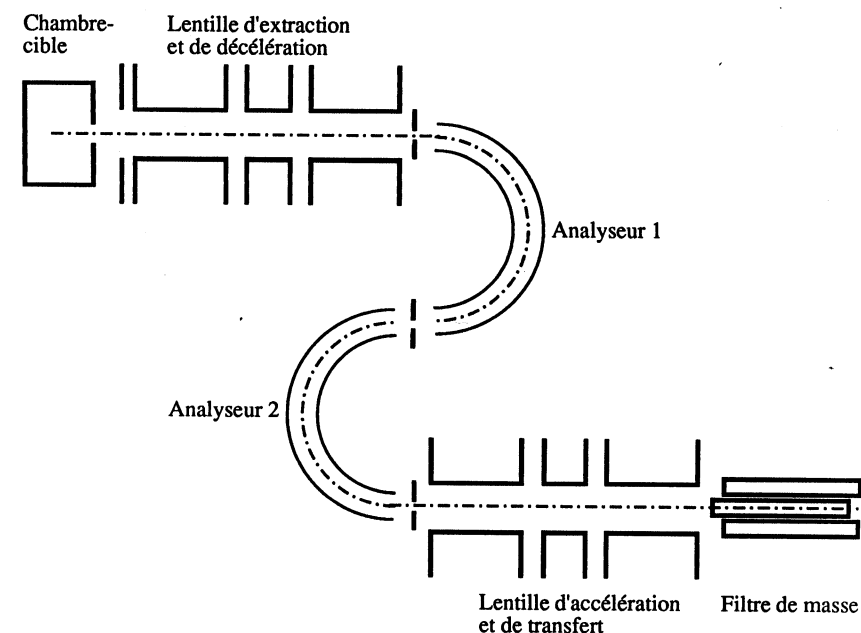 Chambre-
cible
Lentille d'extraction
et de décélération
Analyseur 1
Analyseur 2
Lentille d'accélération
et de transfert
Filtre de masse